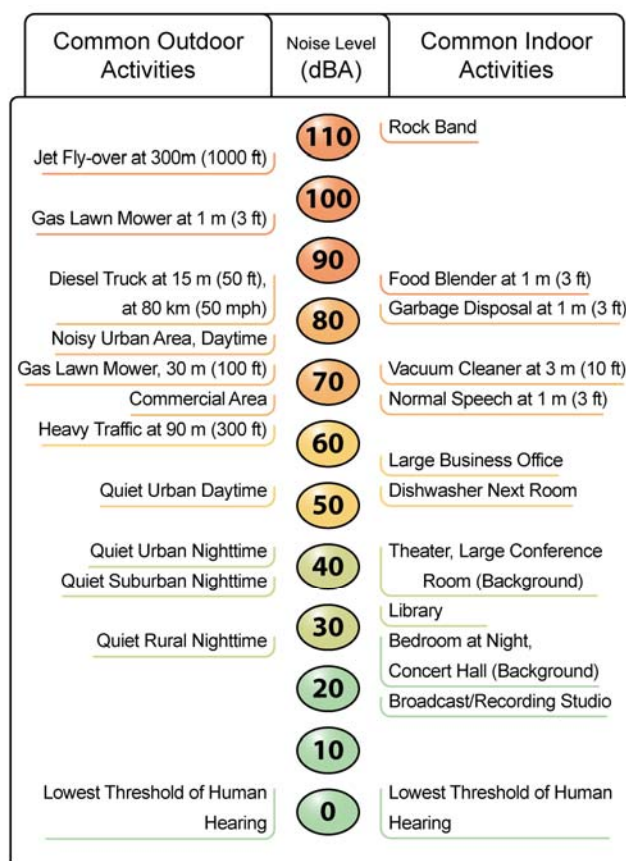 Common Outdoor
Activities
Noise Level
(dBA)
Common Indoor
Activities
110
Rock Band
Jet Fly-over at 300m (1000 ft)
100
Gas Lawn Mower at 1 m (3 ft)
90
Diesel Truck at 15 m (50 ft),
at 80 km (50 mph)
Food Blender at 1 m (3 ft)
80
Garbage Disposal at 1 m (3 ft)
Noisy Urban Area, Daytime
Gas Lawn Mower, 30 m (100 ft)
70
Vacuum Cleaner at 3 m (10 ft)
Commercial Area
Normal Speech at 1 m (3 ft)
Heavy Traffic at 90 m (300 ft)
60
Large Business Office
Quiet Urban Daytime
50
Dishwasher Next Room
Quiet Urban Nighttime
40
Theater, Large Conference
Room (Background)
Quiet Suburban Nighttime
30
Library
Quiet Rural Nighttime
Bedroom at Night,
Concert Hall (Background)
20
Broadcast/Recording Studio
10
Lowest Threshold of Human
Hearing
0
Lowest Threshold of Human
Hearing